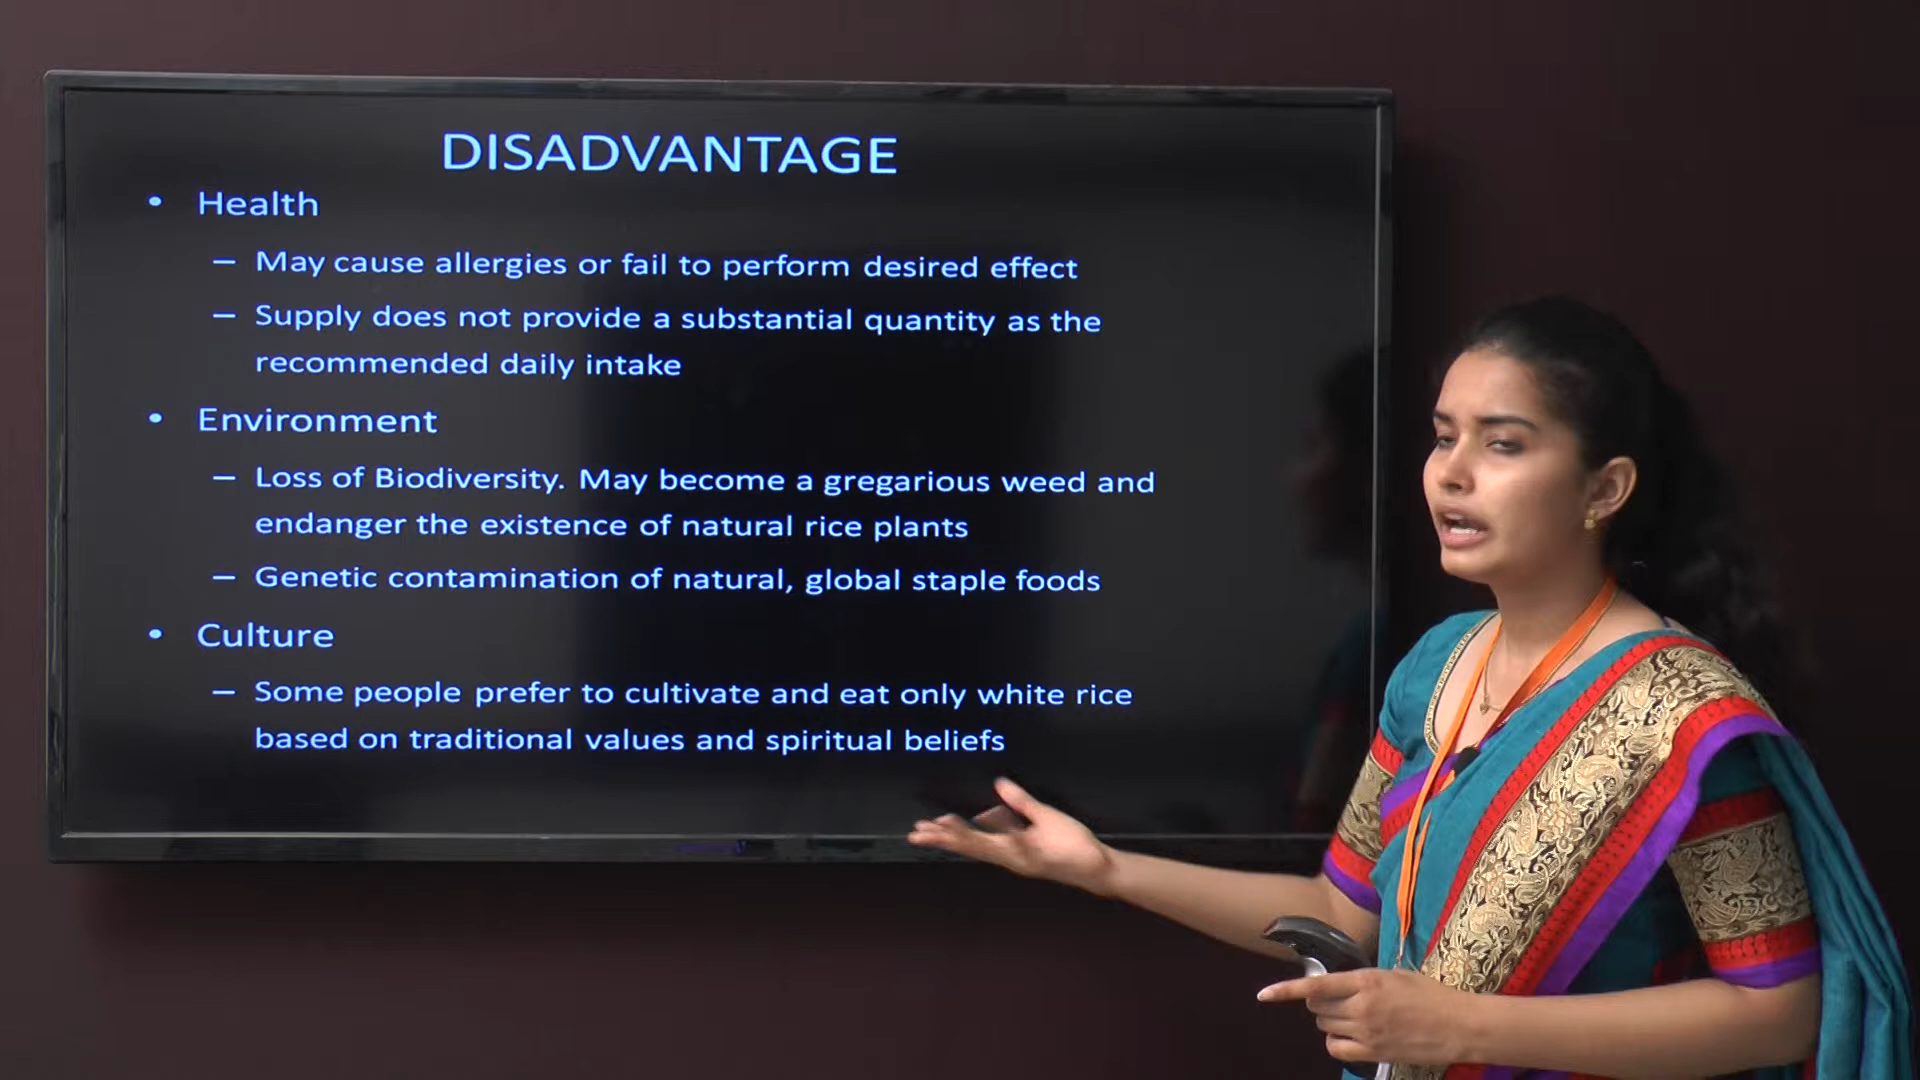 DISADVANTAGE
• Health
– May cause allergies or fail to perform desired effect
– Supply does not provide a substantial quantity as the
recommended daily intake
• Environment
– Loss of Biodiversity. May become a gregarious weed and
endanger the existence of natural rice plants
– Genetic contamination of natural, global staple foods
• Culture
– Some people prefer to cultivate and eat only white rice
based on traditional values and spiritual beliefs